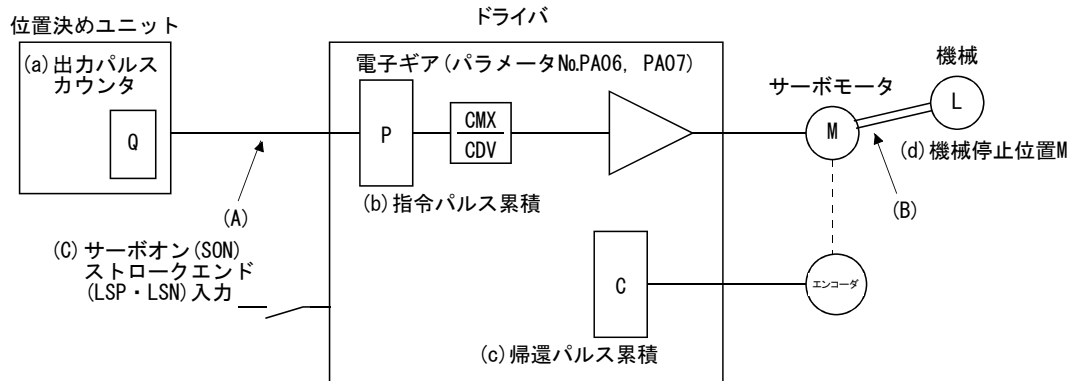 ドライバ
位置決めユニット
(a)出力パルス
カウンタ
Q
電子ギア(パラメータNo.PA06, PA07)
P
CMX
CDV
(b)指令パルス累積
サーボモータ
M
機械
L
(d)機械停止位置M
(A)
(B)
(C)サーボオン(SON)
ストロークエンド
(LSP・LSN)入力
C
エンコーダ
(c)帰還パルス累積